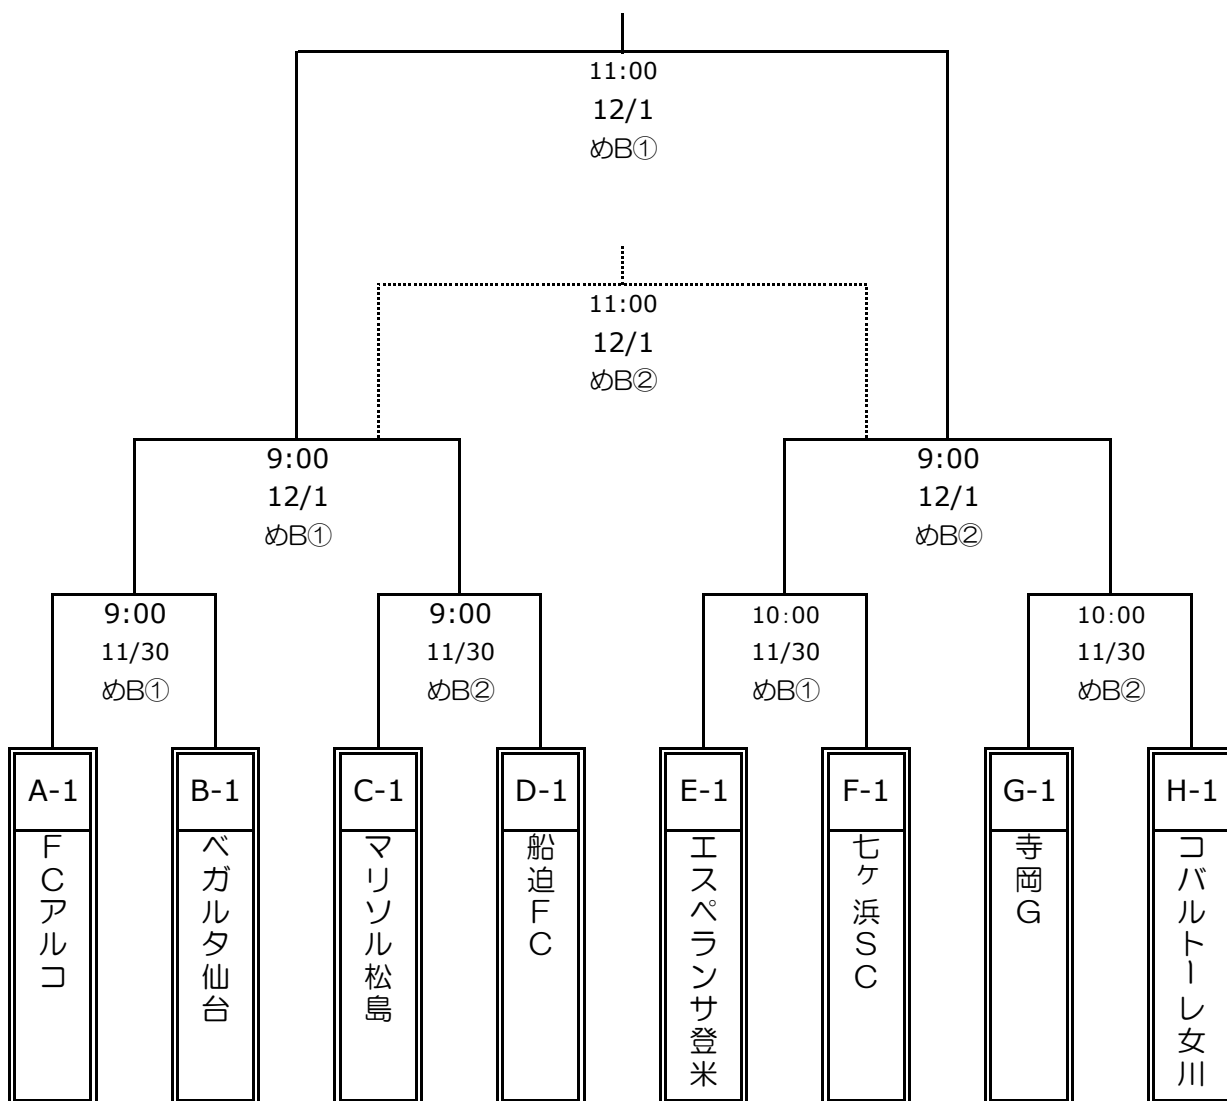 11:00
12/1
めB①
11:00
12/1
めB②
9:00
12/1
めB①
9:00
12/1
めB②
9:00
11/30
めB①
9:00
11/30
めB②
10:00
11/30
めB①
10:00
11/30
めB②
A-1
B-1
C-1
D-1
E-1
F-1
G-1
H-1
ＦＣアルコ
ベガルタ仙台
マリソル松島
船迫ＦＣ
エスペランサ登米
七ヶ浜ＳＣ
寺岡Ｇ
コバルトーレ女川